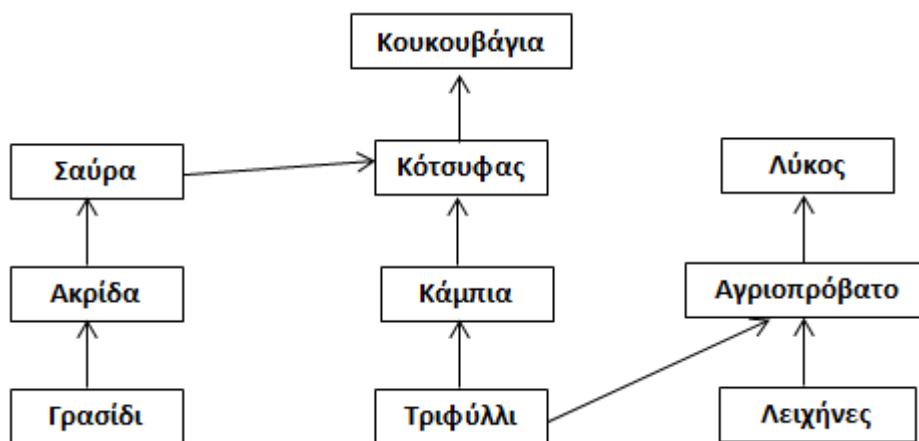 Κουκουβάγια
Σαύρα
Κότσυφας
Λύκος
Ακρίδα
Κάμπια
Αγριοπρόβατο
Γρασίδι
Τριφύλλι
Λειχήνες